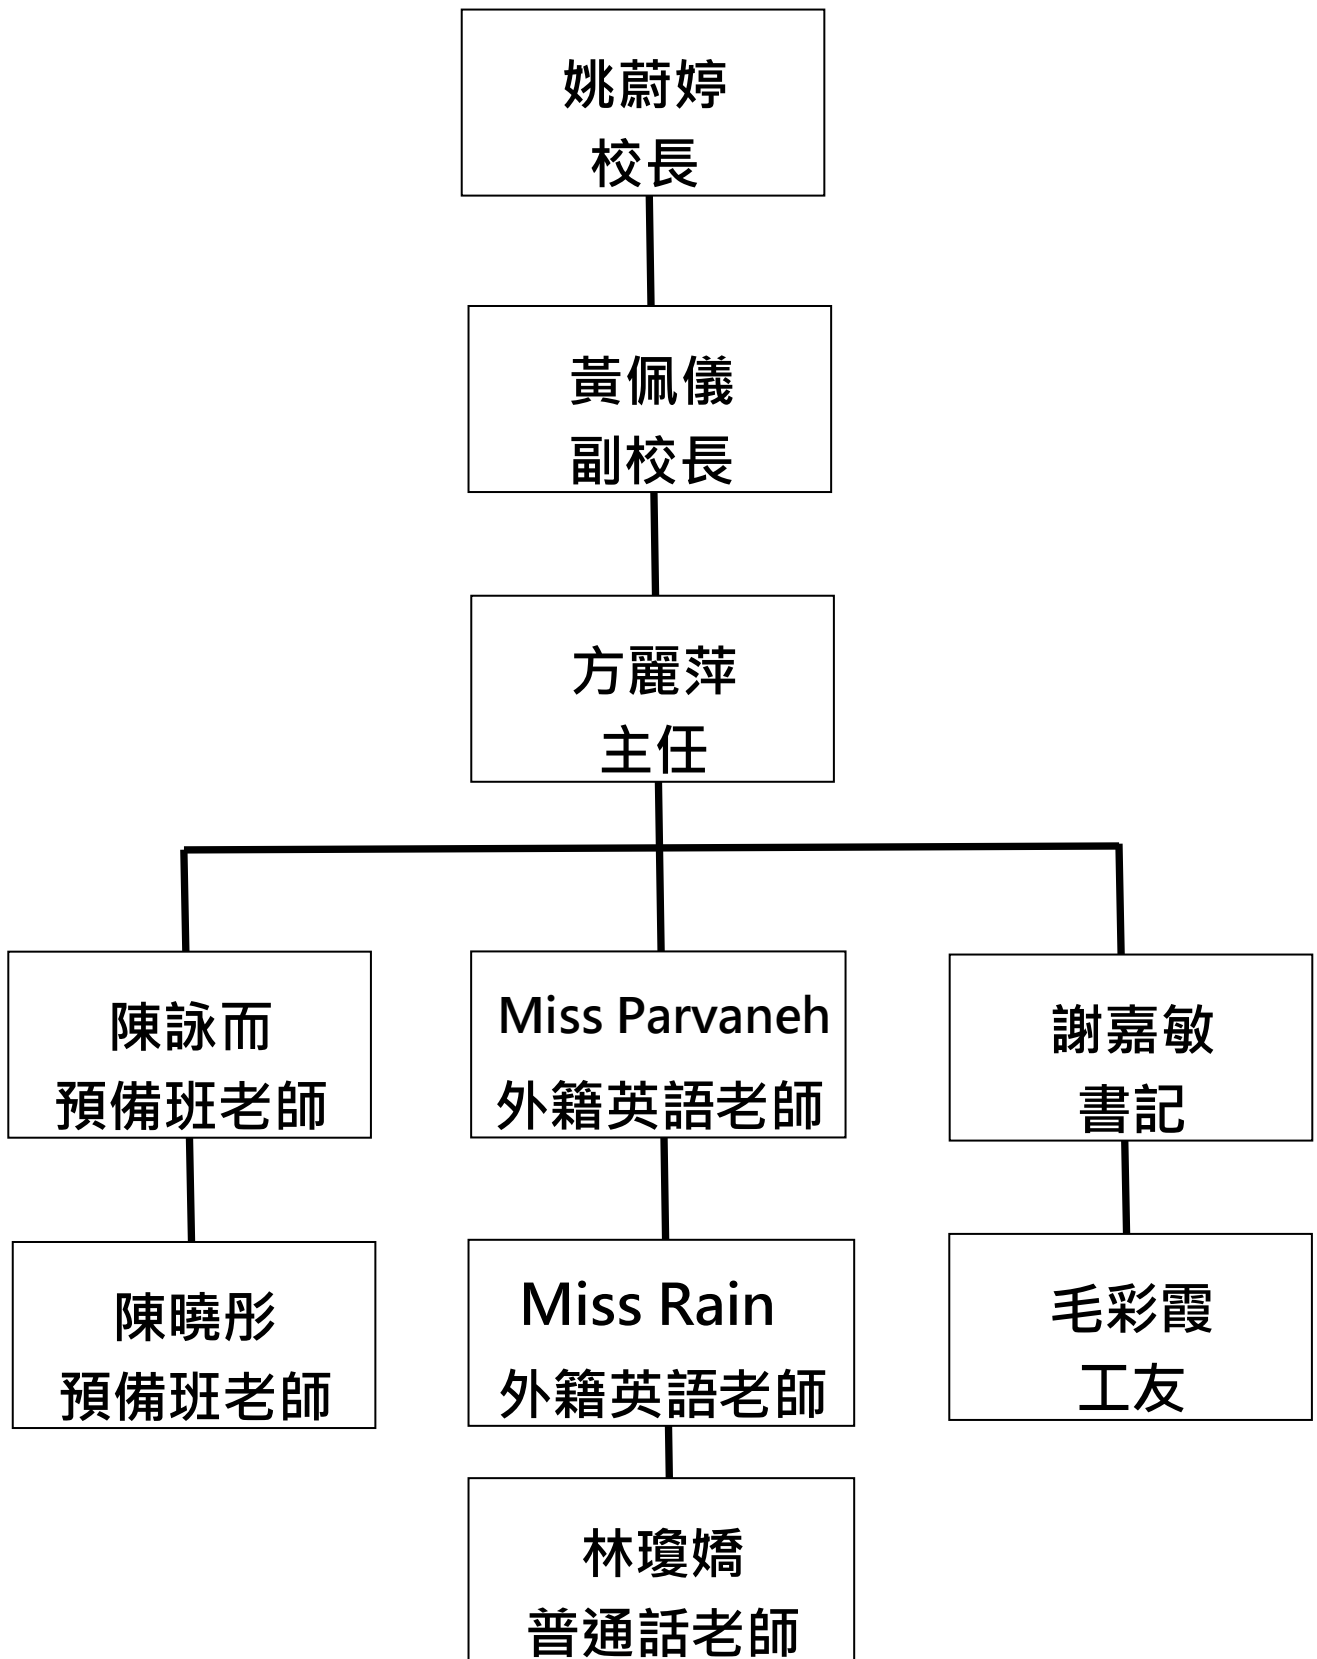 姚蔚婷
校長
黃佩儀
副校長
方麗萍
主任
陳詠而
預備班老師
Miss Parvaneh
外籍英語老師
謝嘉敏
書記
陳曉彤
預備班老師
Miss Rain
外籍英語老師
毛彩霞
工友
林瓊嬌
普通話老師